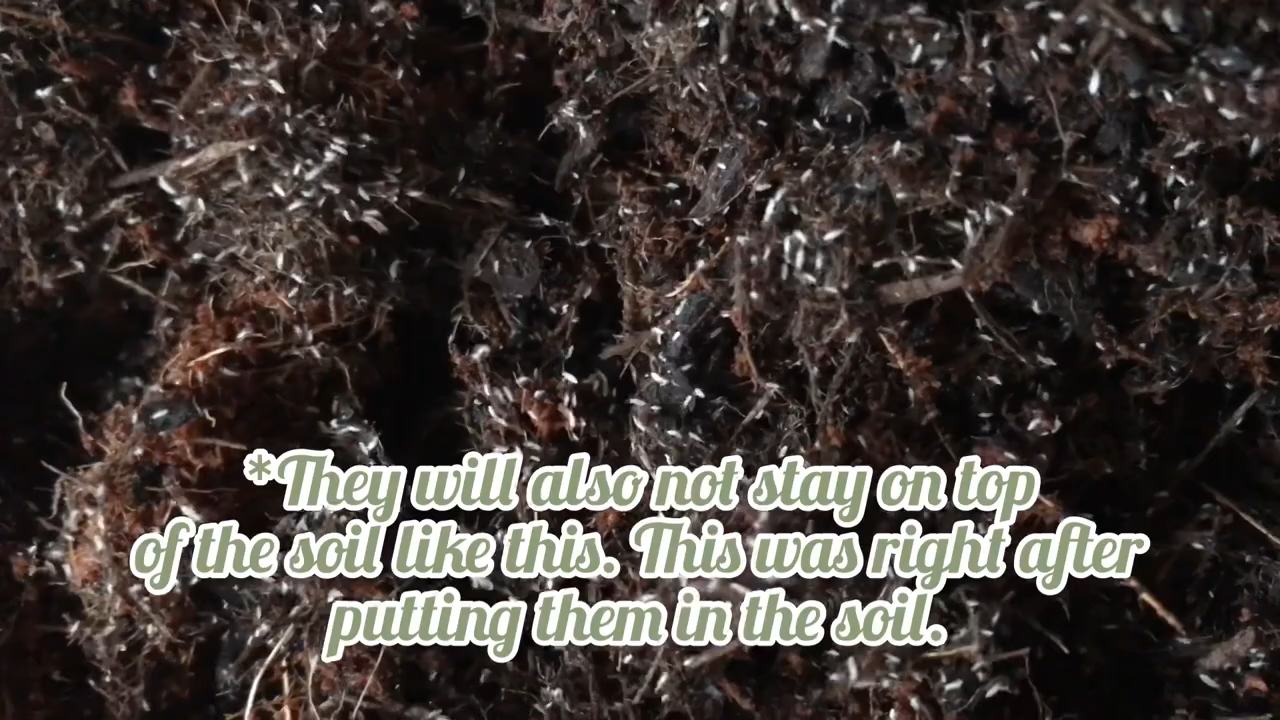 *They will also not stay on top
of the soil like this. This was right after
putting them in the soil.